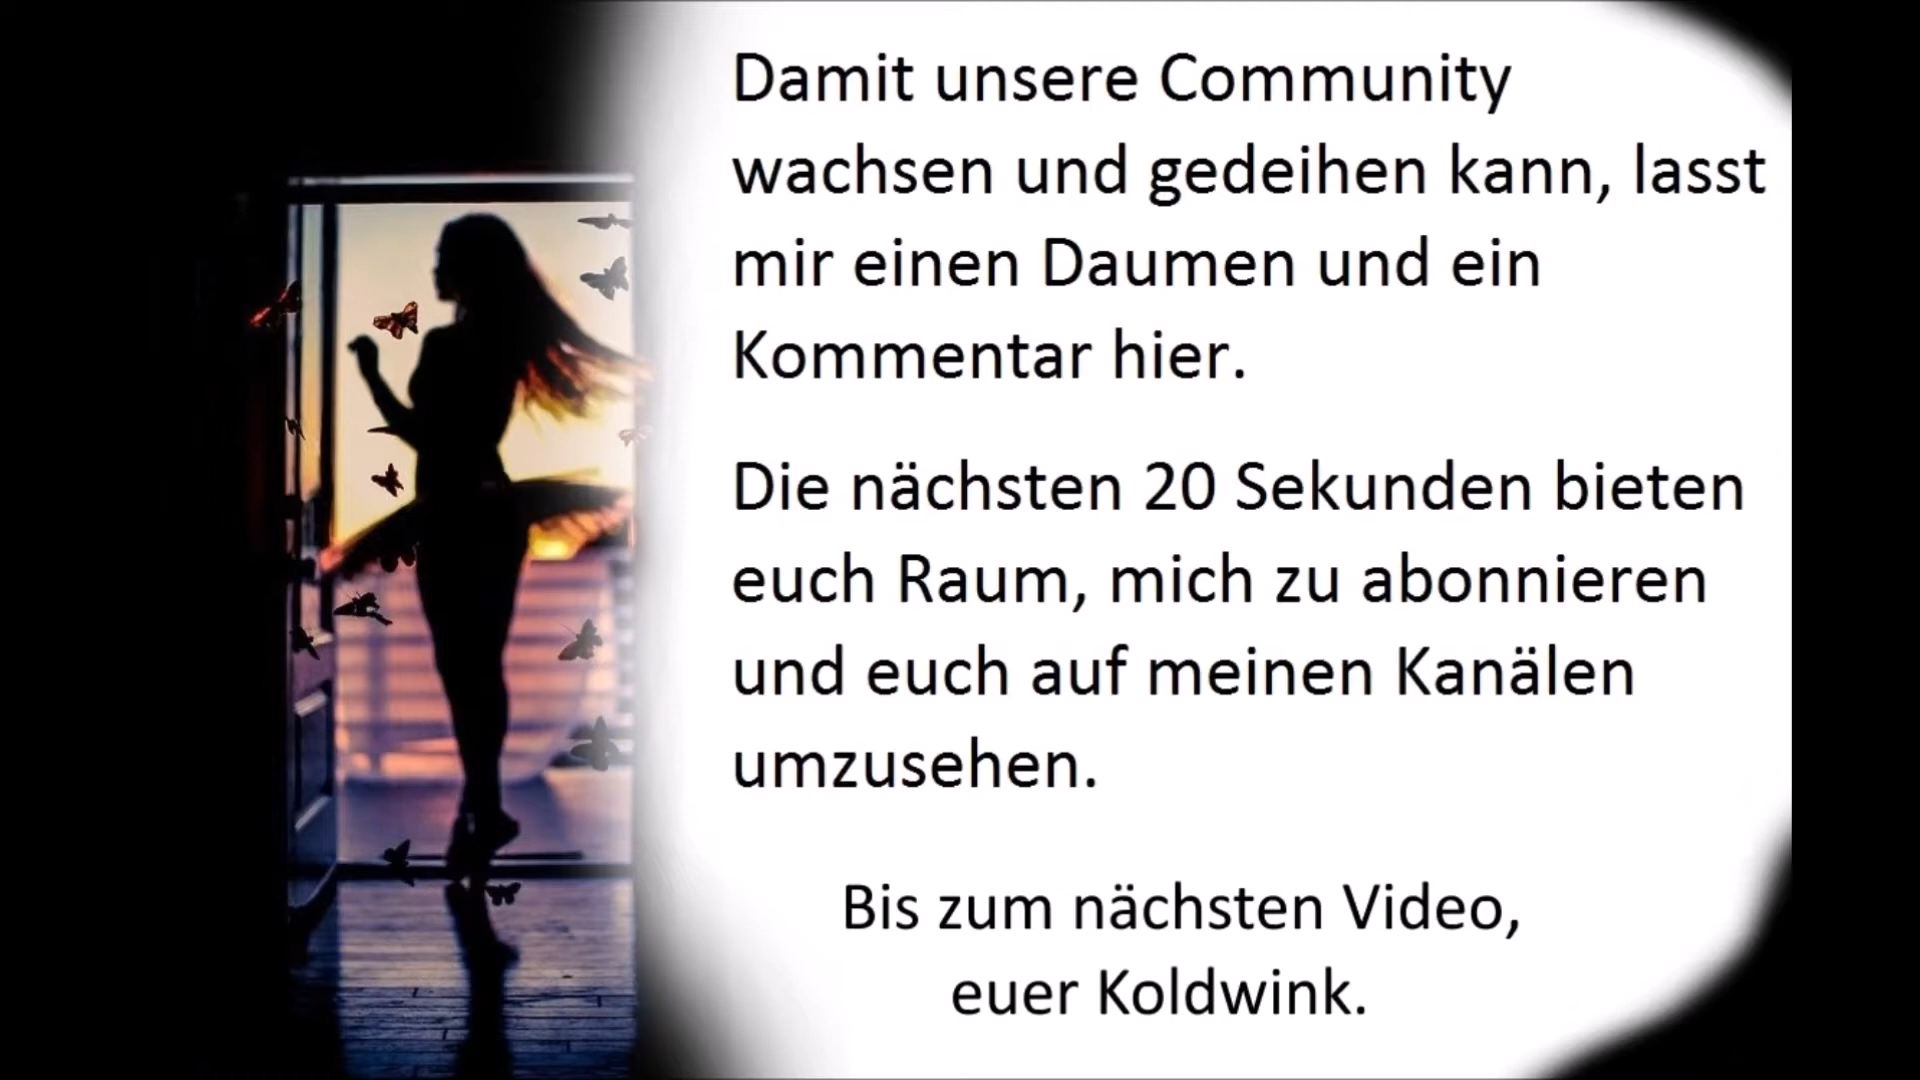 Damit unsere Community
wachsen und gedeihen kann, lasst
mir einen Daumen und ein
Kommentar hier.
Die nächsten 20 Sekunden bieten
euch Raum, mich zu abonnieren
und euch auf meinen Kanälen
umzusehen.
Bis zum nächsten Video,
euer Koldwink.